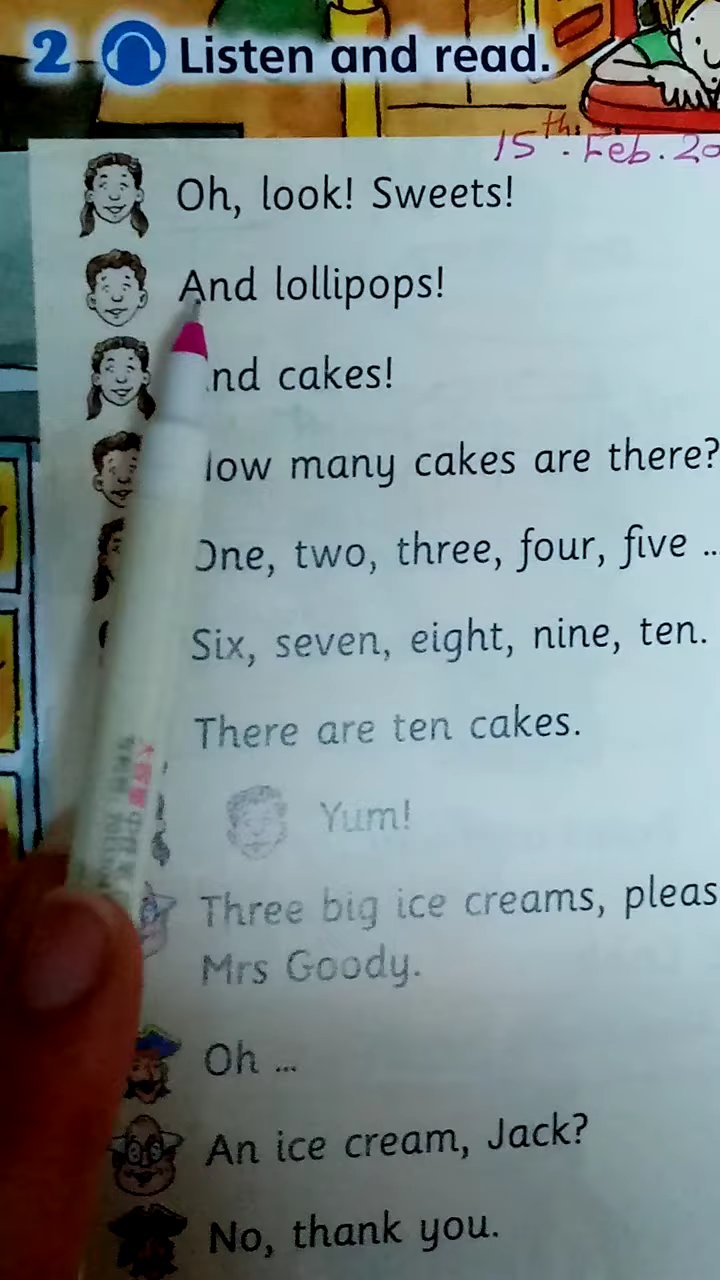 2 Listen and read.
15th. Feb. 20
Oh, look! Sweets!
And lollipops!
nd cakes!
ow many cakes are there?
One, two, three, four, five ...
Six, seven, eight, nine, ten.
There are ten cakes.
Yum!
Three big ice creams, pleas
Mrs Goody.
Oh ...
An ice cream, Jack?
No, thank you.